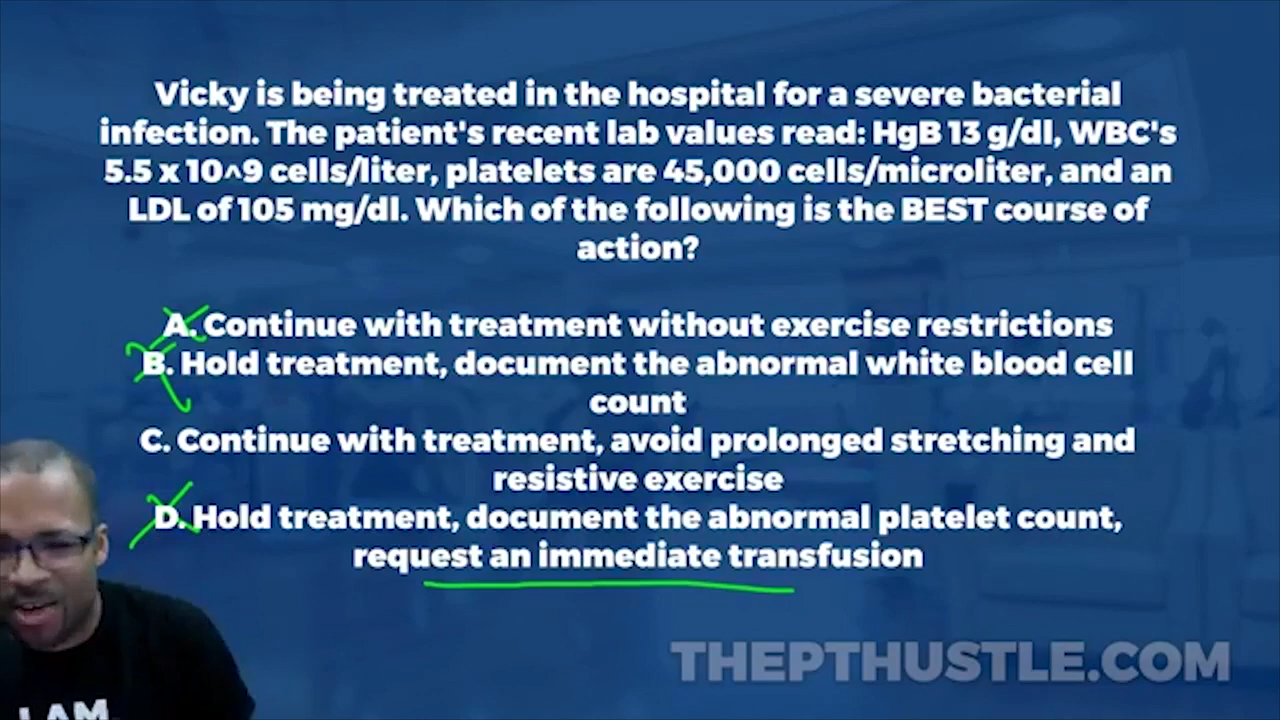 Vicky is being treated in the hospital for a severe bacterial
infection. The patient's recent lab values read: HgB 13 g/dl, WBC's
5.5 x 10^9 cells/liter, platelets are 45,000 cells/microliter, and an
LDL of 105 mg/dl. Which of the following is the BEST course of
action?
A. Continue with treatment without exercise restrictions
B. Hold treatment, document the abnormal white blood cell
count
C. Continue with treatment, avoid prolonged stretching and
resistive exercise
D. Hold treatment, document the abnormal platelet count,
request an immediate transfusion
THEPTHUSTLE.COM
I AM